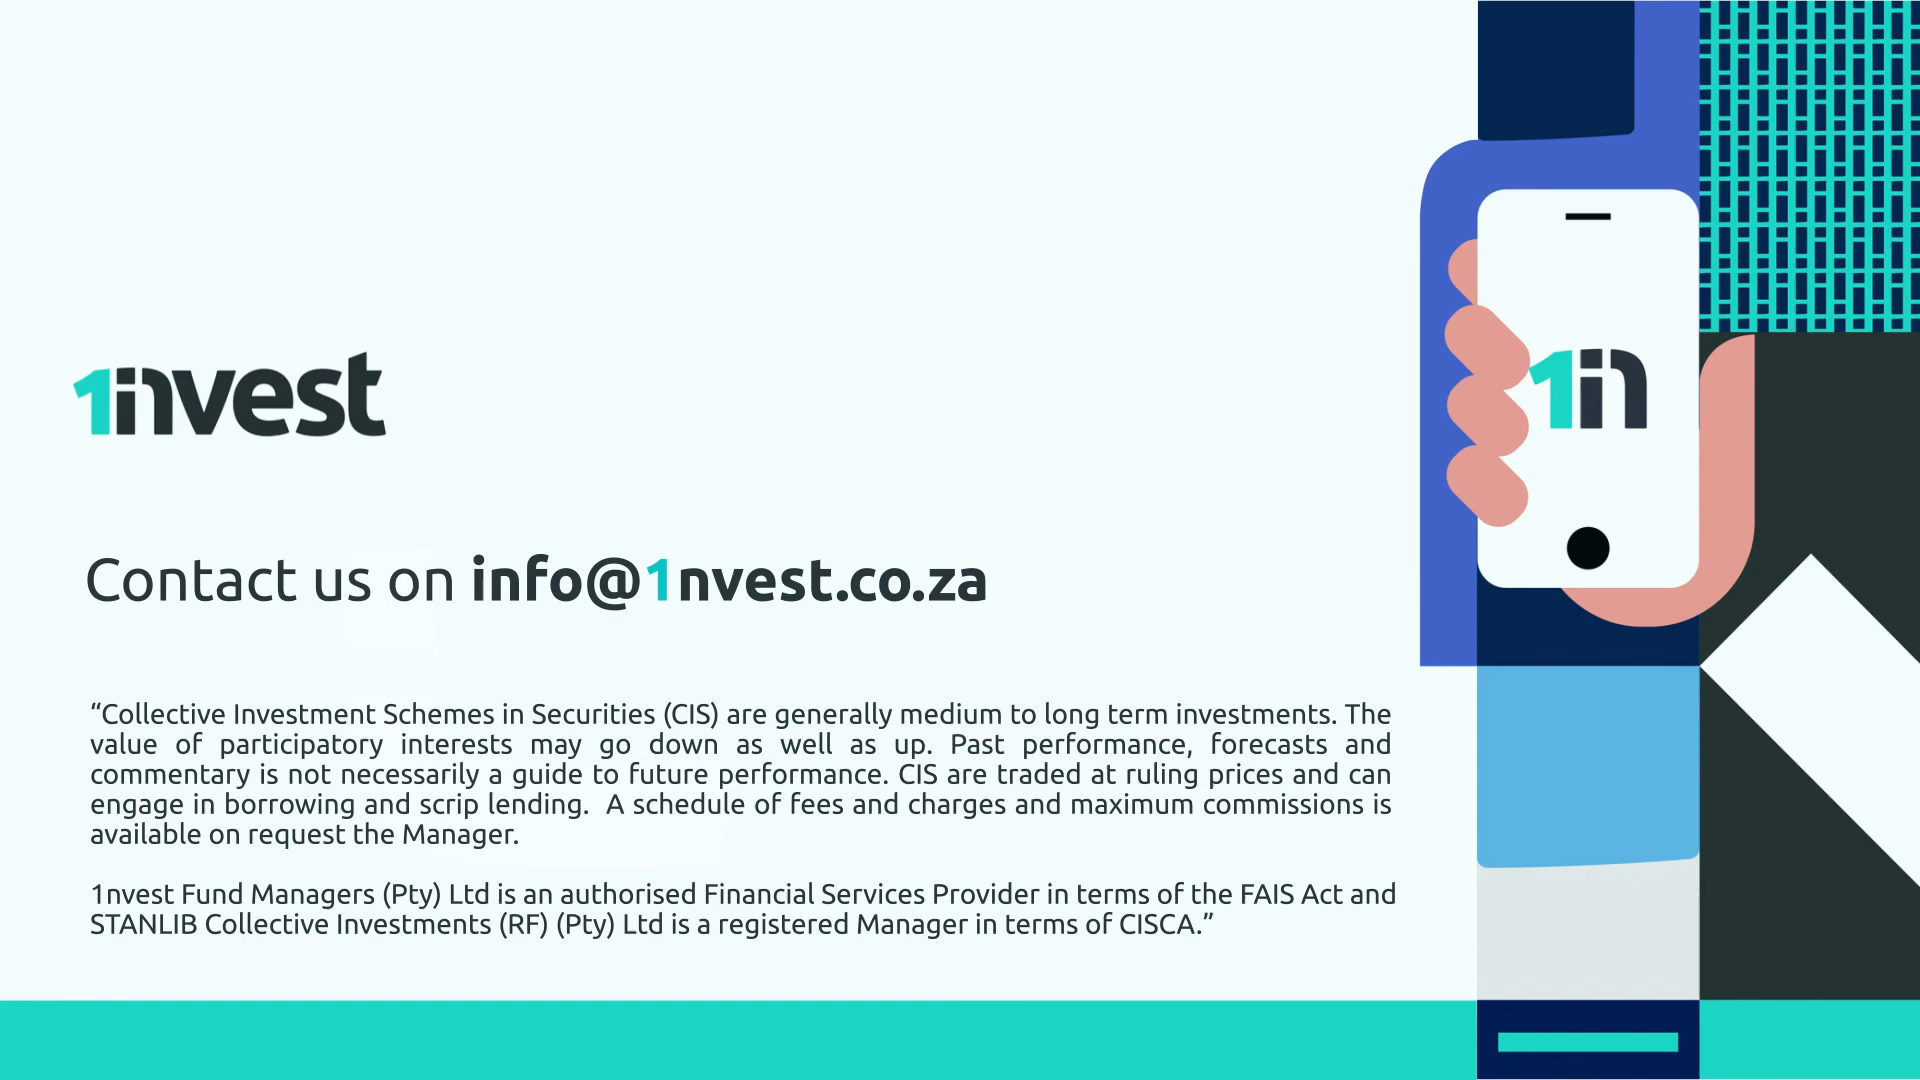 1nvest
1in
Contact us on info@1nvest.co.za
“Collective Investment Schemes in Securities (CIS) are generally medium to long term investments. The
value of participatory interests may go down as well as up. Past performance, forecasts and
commentary is not necessarily a guide to future performance. CIS are traded at ruling prices and can
engage in borrowing and scrip lending. A schedule of fees and charges and maximum commissions is
available on request the Manager.
1nvest Fund Managers (Pty) Ltd is an authorised Financial Services Provider in terms of the FAIS Act and
STANLIB Collective Investments (RF) (Pty) Ltd is a registered Manager in terms of CISCA.”